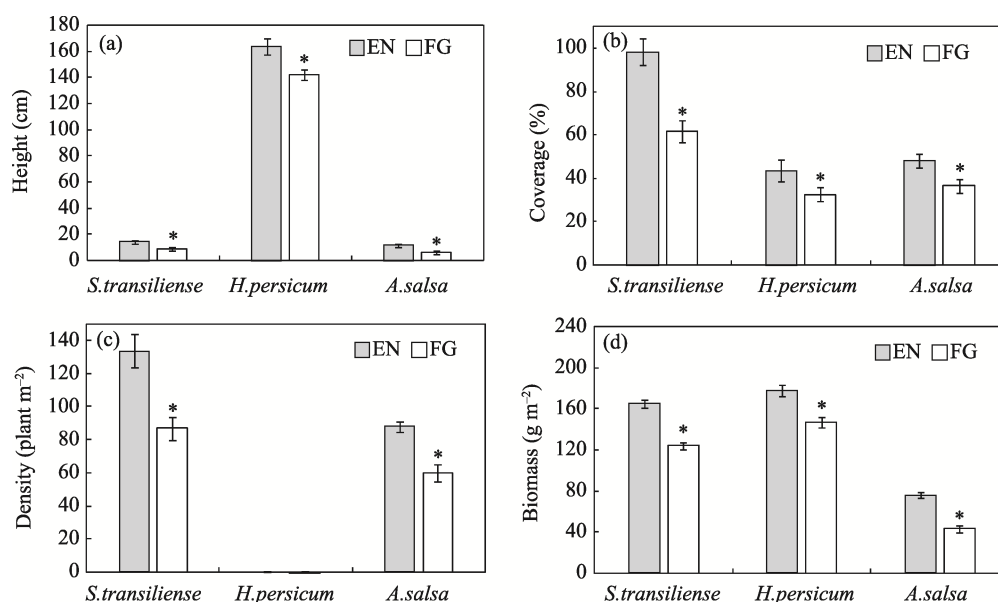 (a)
EN FG
Height (cm)
180
160
140
120
100
80
60
40
20
0
*
*
*
S.transiliense H.persicum A.salsa
(b)
EN FG
Coverage (%)
100
80
60
40
20
0
*
*
*
S.transiliense H.persicum A.salsa
(c)
EN FG
Density (plant m⁻²)
140
120
100
80
60
40
20
0
*
*
S.transiliense H.persicum A.salsa
(d)
EN FG
Biomass (g m⁻²)
240
200
160
120
80
40
0
*
*
*
S.transiliense H.persicum A.salsa